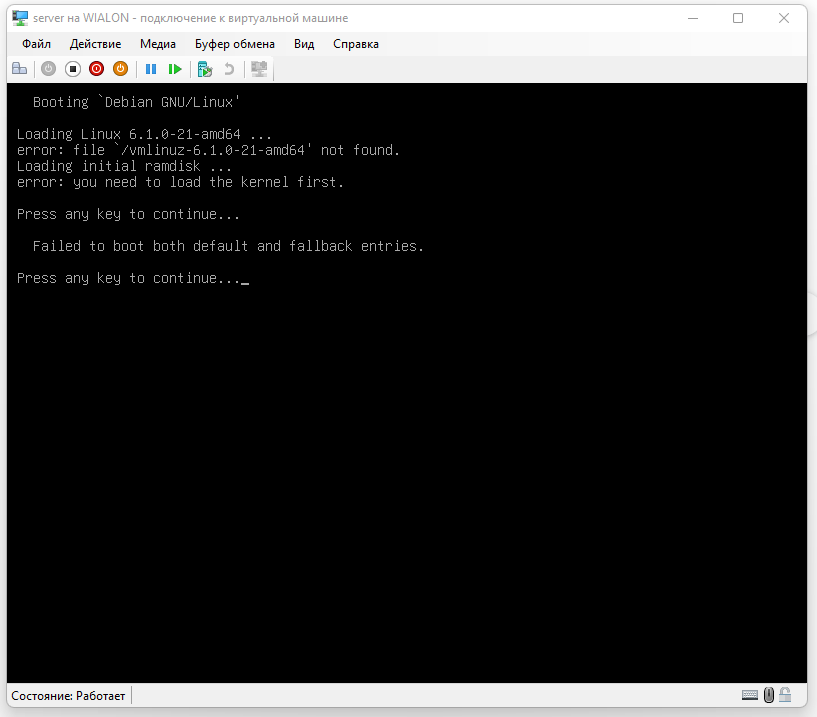 server на WIALON - подключение к виртуальной машине
Файл Действие Медиа Буфер обмена Вид Справка
Booting `Debian GNU/Linux'
Loading Linux 6.1.0-21-amd64 ...
error: file `/vmlinuz-6.1.0-21-amd64' not found.
Loading initial ramdisk ...
error: you need to load the kernel first.
Press any key to continue...
Failed to boot both default and fallback entries.
Press any key to continue..._
Состояние: Работает